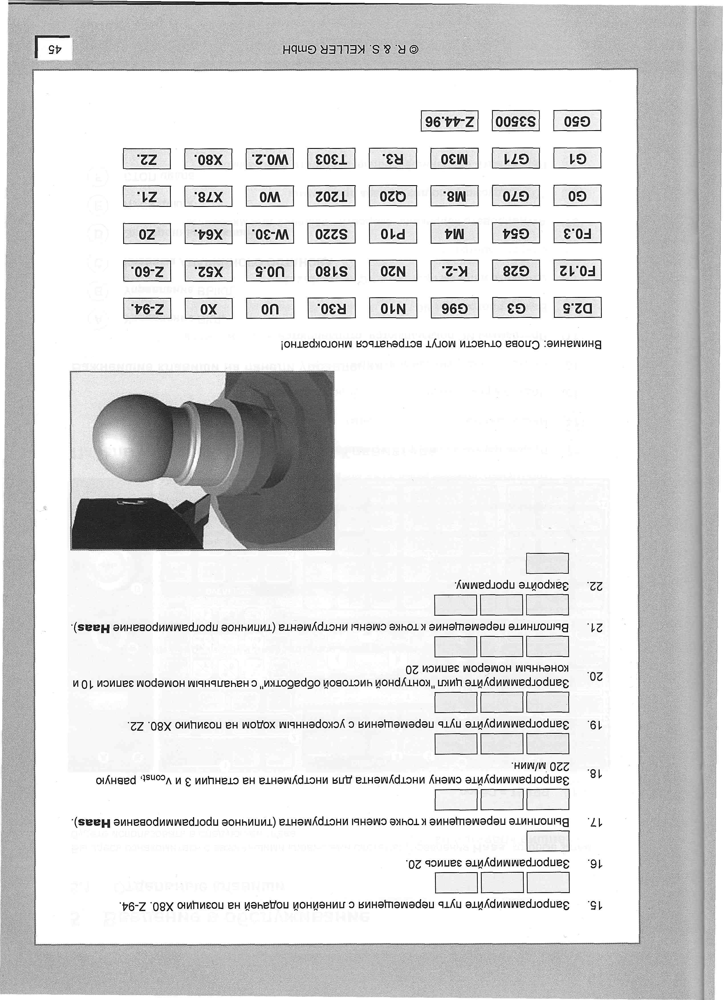 15. Запрограммируйте путь перемещения с линейной подачей на позицию X80. Z-94.
16. Запрограммируйте запись 20.
17. Выполните перемещение к точке смены инструмента (типичное программирование Haas).
18. Запрограммируйте смену инструмента для инструмента на станции 3 и vconst, равную
220 м/мин.
19. Запрограммируйте путь перемещения с ускоренным ходом на позицию X80. Z2.
20. Запрограммируйте цикл "контурной чистовой обработки" с начальным номером записи 10 и
конечным номером записи 20
21. Выполните перемещение к точке смены инструмента (типичное программирование Haas).
22. Закройте программу.
Внимание: Слова отчасти могут встречаться многократно!
D2.5 G3 G96 N10 R30. U0 X0 Z-94.
F0.12 G28 K-2. N20 S180 U0.5 X52. Z-60.
F0.3 G54 M4 P10 S220 W-30. X64. Z0
G0 G70 M8. Q20 T202 W0 X78. Z1.
G1 G71 M30 R3. T303 W0.2. X80. Z2.
G50 S3500 Z-44.96
© R. & S. KELLER GmbH
45